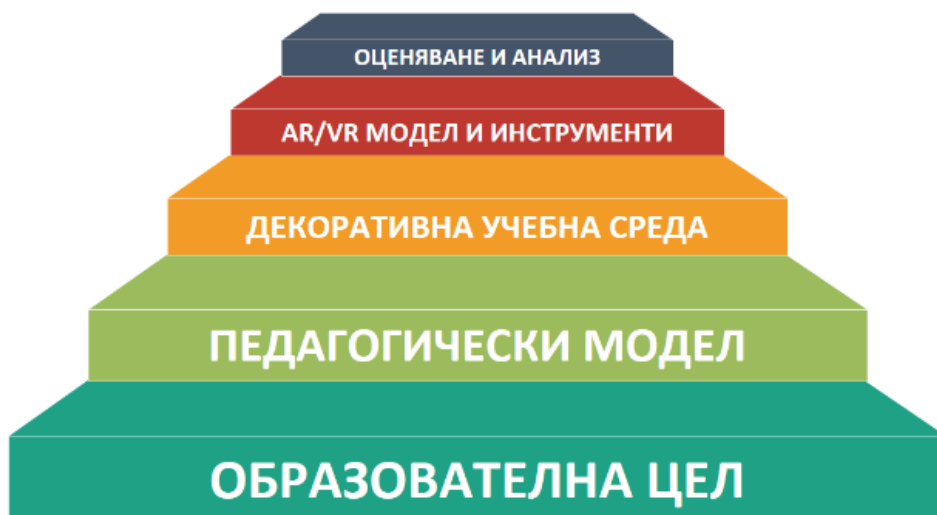 ОЦЕНЯВАНЕ И АНАЛИЗ
AR/VR МОДЕЛ И ИНСТРУМЕНТИ
ДЕКОРАТИВНА УЧЕБНА СРЕДА
ПЕДАГОГИЧЕСКИ МОДЕЛ
ОБРАЗОВАТЕЛНА ЦЕЛ